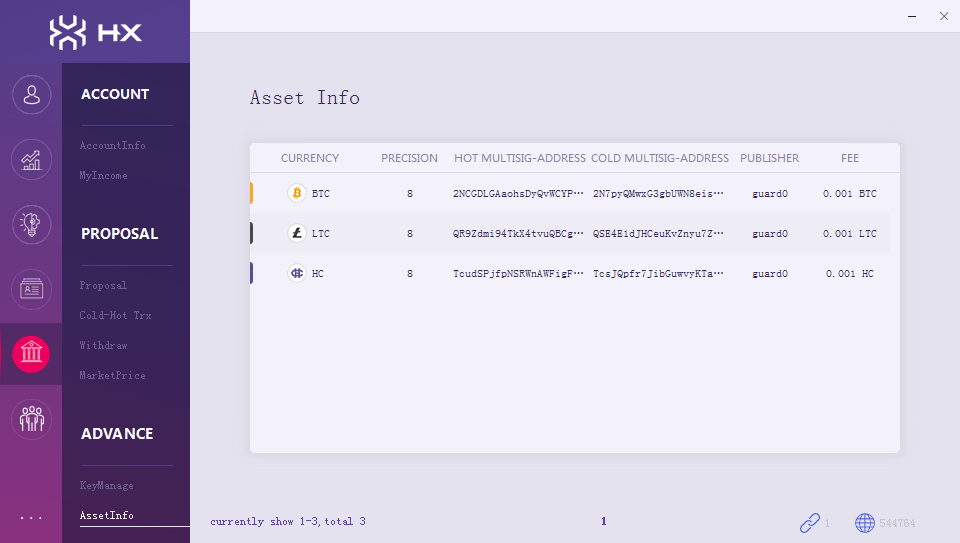 HX
ACCOUNT
AccountInfo
MyIncome
PROPOSAL
Proposal
Cold-Hot Trx
Withdraw
MarketPrice
ADVANCE
KeyManage
AssetInfo
...
Asset Info
CURRENCY PRECISION HOT MULTISIG-ADDRESS COLD MULTISIG-ADDRESS PUBLISHER FEE
BTC 8 2NCGDLGAaohsDyQvWCYP... 2N7pyQMwxG3gbUWN8eis... guard0 0.001 BTC
LTC 8 QR9Zdmi94TkX4tvuQBCg... QSE4E1dJHCeuKvZnyu7Z... guard0 0.001 LTC
HC 8 TcudSPjfpNSRWnAWFigF... TcsJQpfr7JibGuwvyKTa... guard0 0.001 HC
currently show 1-3,total 3 1 1 544764